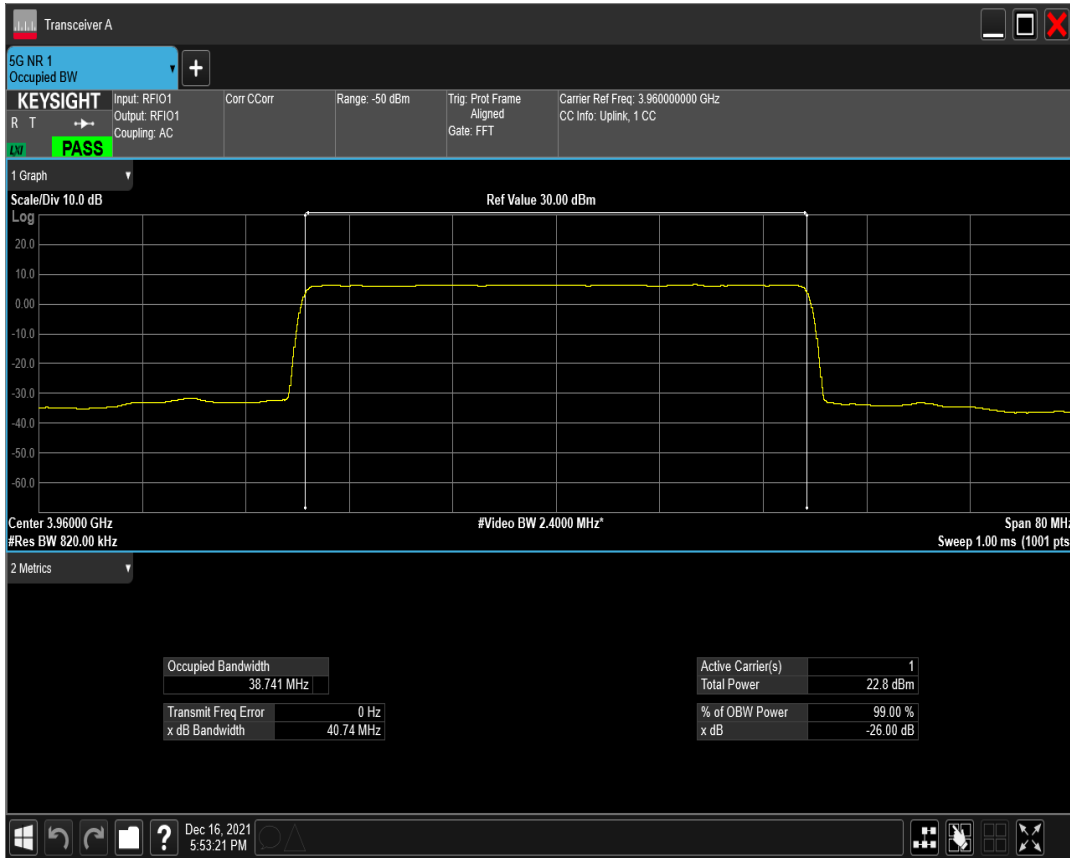 Transceiver A
5G NR 1
Occupied BW
KEYSIGHT
R T
LXI
PASS
Input: RFIO1
Output: RFIO1
Coupling: AC
Corr CCorr
Range: -50 dBm
Trig: Prot Frame
Aligned
Gate: FFT
Carrier Ref Freq: 3.960000000 GHz
CC Info: Uplink, 1 CC
1 Graph
Scale/Div 10.0 dB
Ref Value 30.00 dBm
Log
20.0
10.0
0.00
-10.0
-20.0
-30.0
-40.0
-50.0
-60.0
Center 3.96000 GHz
#Video BW 2.4000 MHz*
Span 80 MHz
#Res BW 820.00 kHz
Sweep 1.00 ms (1001 pts
2 Metrics
Occupied Bandwidth
38.741 MHz
Transmit Freq Error 0 Hz
x dB Bandwidth 40.74 MHz
Active Carrier(s) 1
Total Power 22.8 dBm
% of OBW Power 99.00 %
x dB -26.00 dB
?
Dec 16, 2021
5:53:21 PM